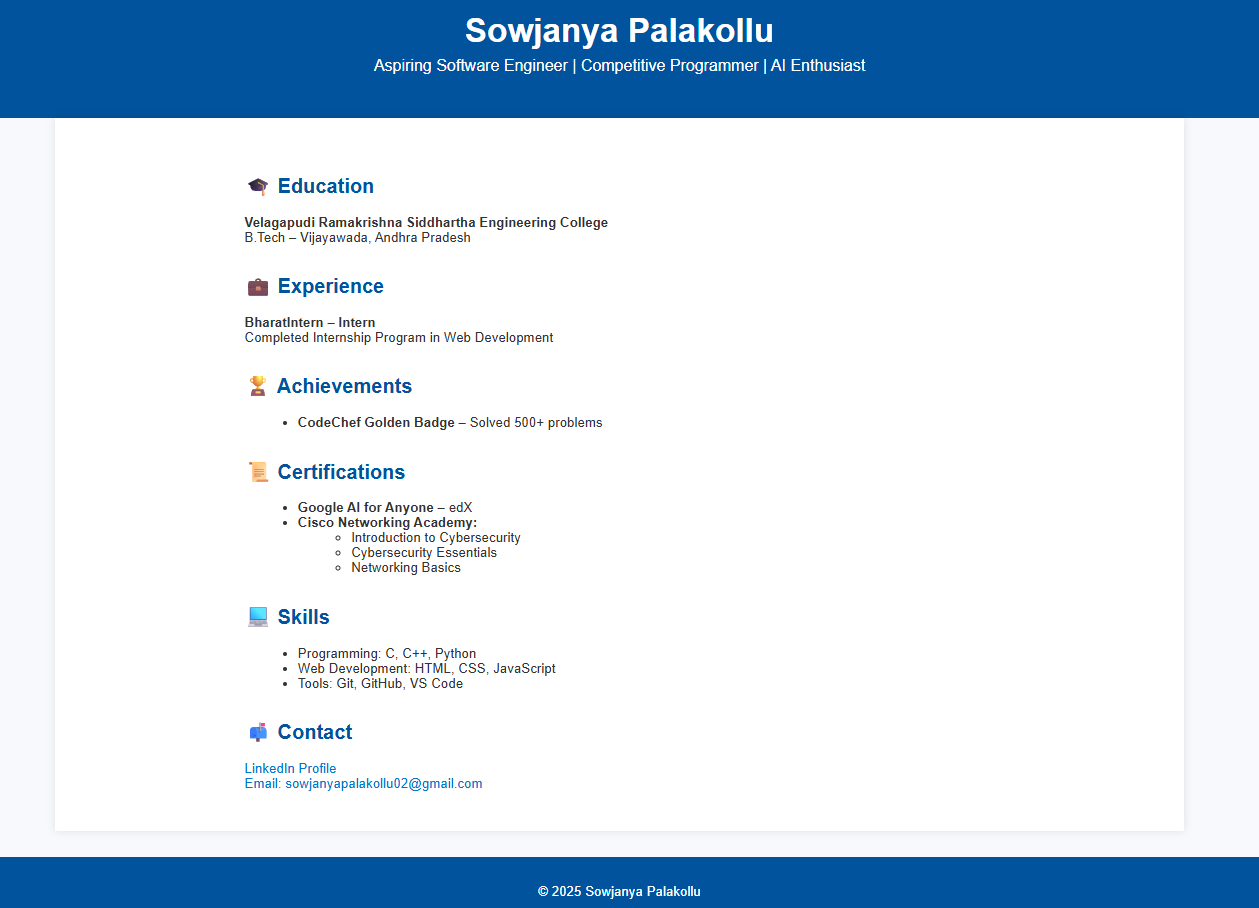 Sowjanya Palakollu
Aspiring Software Engineer | Competitive Programmer | AI Enthusiast
Education
Velagapudi Ramakrishna Siddhartha Engineering College
B.Tech – Vijayawada, Andhra Pradesh
Experience
BharatIntern – Intern
Completed Internship Program in Web Development
Achievements
• CodeChef Golden Badge – Solved 500+ problems
Certifications
• Google AI for Anyone – edX
• Cisco Networking Academy:
◦ Introduction to Cybersecurity
◦ Cybersecurity Essentials
◦ Networking Basics
Skills
• Programming: C, C++, Python
• Web Development: HTML, CSS, JavaScript
• Tools: Git, GitHub, VS Code
Contact
LinkedIn Profile
Email: sowjanyapalakollu02@gmail.com
© 2025 Sowjanya Palakollu